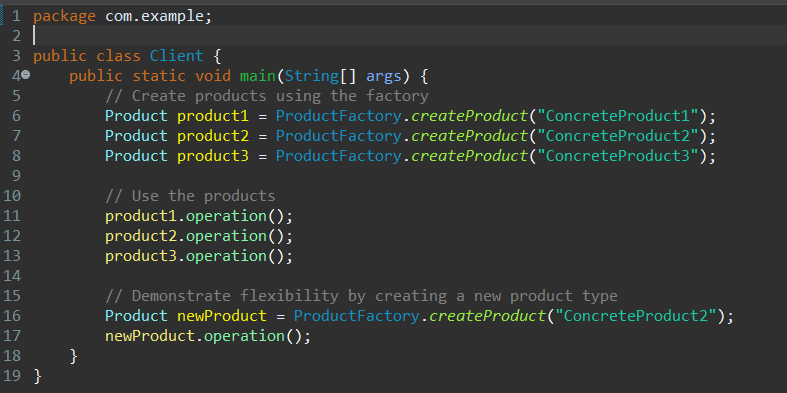 1 package com.example;
2
3 public class Client {
4 public static void main(String[] args) {
5 // Create products using the factory
6 Product product1 = ProductFactory.createProduct("ConcreteProduct1");
7 Product product2 = ProductFactory.createProduct("ConcreteProduct2");
8 Product product3 = ProductFactory.createProduct("ConcreteProduct3");
9
10 // Use the products
11 product1.operation();
12 product2.operation();
13 product3.operation();
14
15 // Demonstrate flexibility by creating a new product type
16 Product newProduct = ProductFactory.createProduct("ConcreteProduct2");
17 newProduct.operation();
18 }
19 }